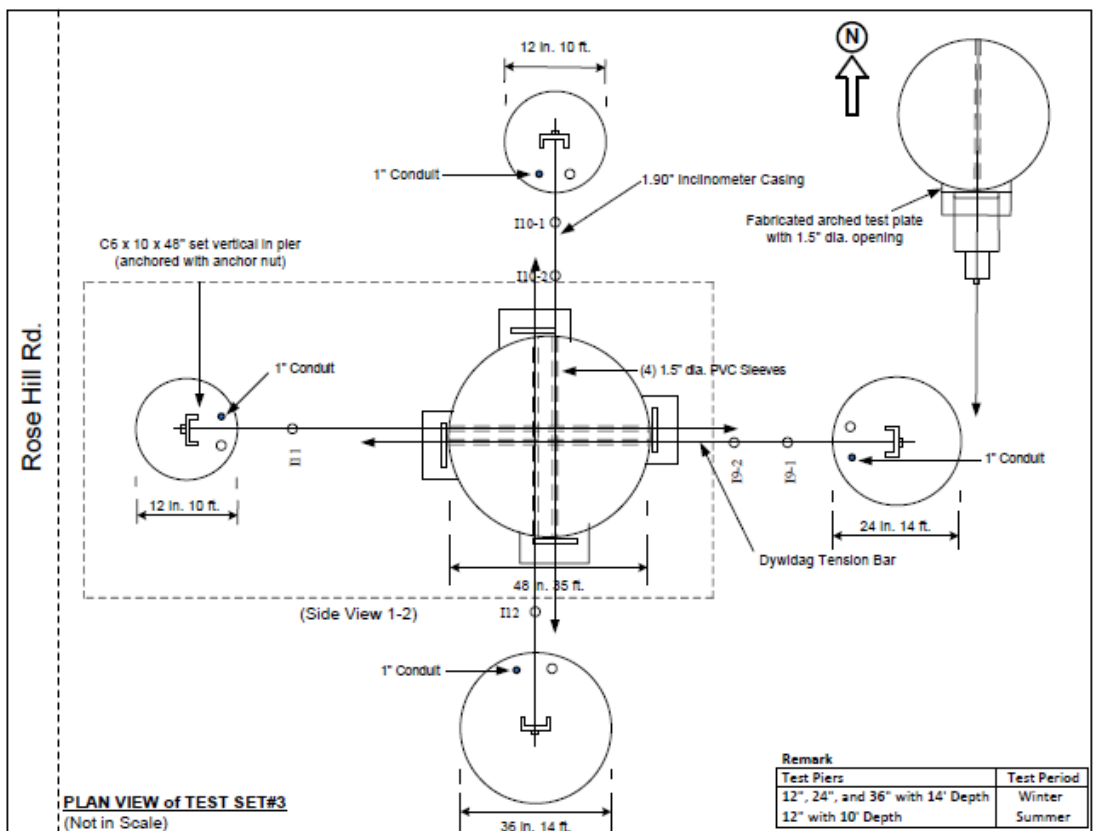 12 in. 10 ft.
N
1" Conduit
1.90" Inclinometer Casing
I10-1
Fabricated arched test plate
with 1.5" dia. opening
C6 x 10 x 48" set vertical in pier
(anchored with anchor nut)
I10-2
Rose Hill Rd.
1" Conduit
(4) 1.5" dia. PVC Sleeves
I11
I9-2
I9-1
1" Conduit
12 in. 10 ft.
24 in. 14 ft.
Dywidag Tension Bar
48 in. 35 ft.
(Side View 1-2)
I12
1" Conduit
Remark
Test Piers Test Period
12", 24", and 36" with 14' Depth Winter
12" with 10' Depth Summer
PLAN VIEW of TEST SET#3
(Not in Scale)
36 in. 14 ft.